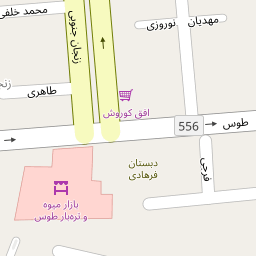 محمد خلفی
مهدیان نوروزی
زنجان جنوبی
طاهری
افق کوروش
556
طوس
فرجی
دبستان
فرهادی
بازار میوه
و تره‌بار طوس